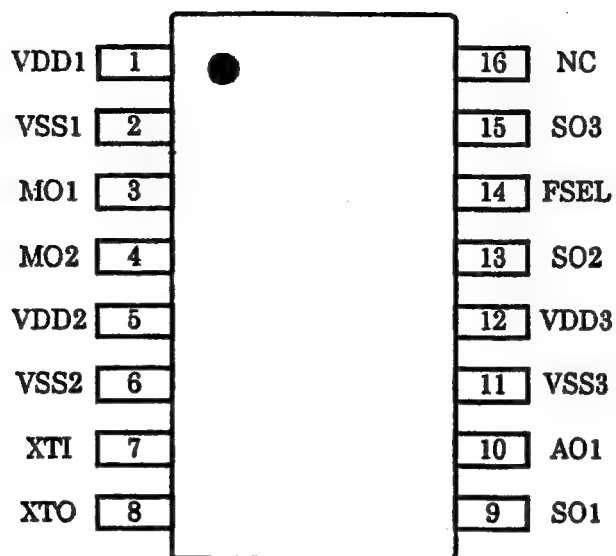 VDD1 1 16 NC
VSS1 2 15 SO3
MO1 3 14 FSEL
MO2 4 13 SO2
VDD2 5 12 VDD3
VSS2 6 11 VSS3
XTI 7 10 AO1
XTO 8 9 SO1